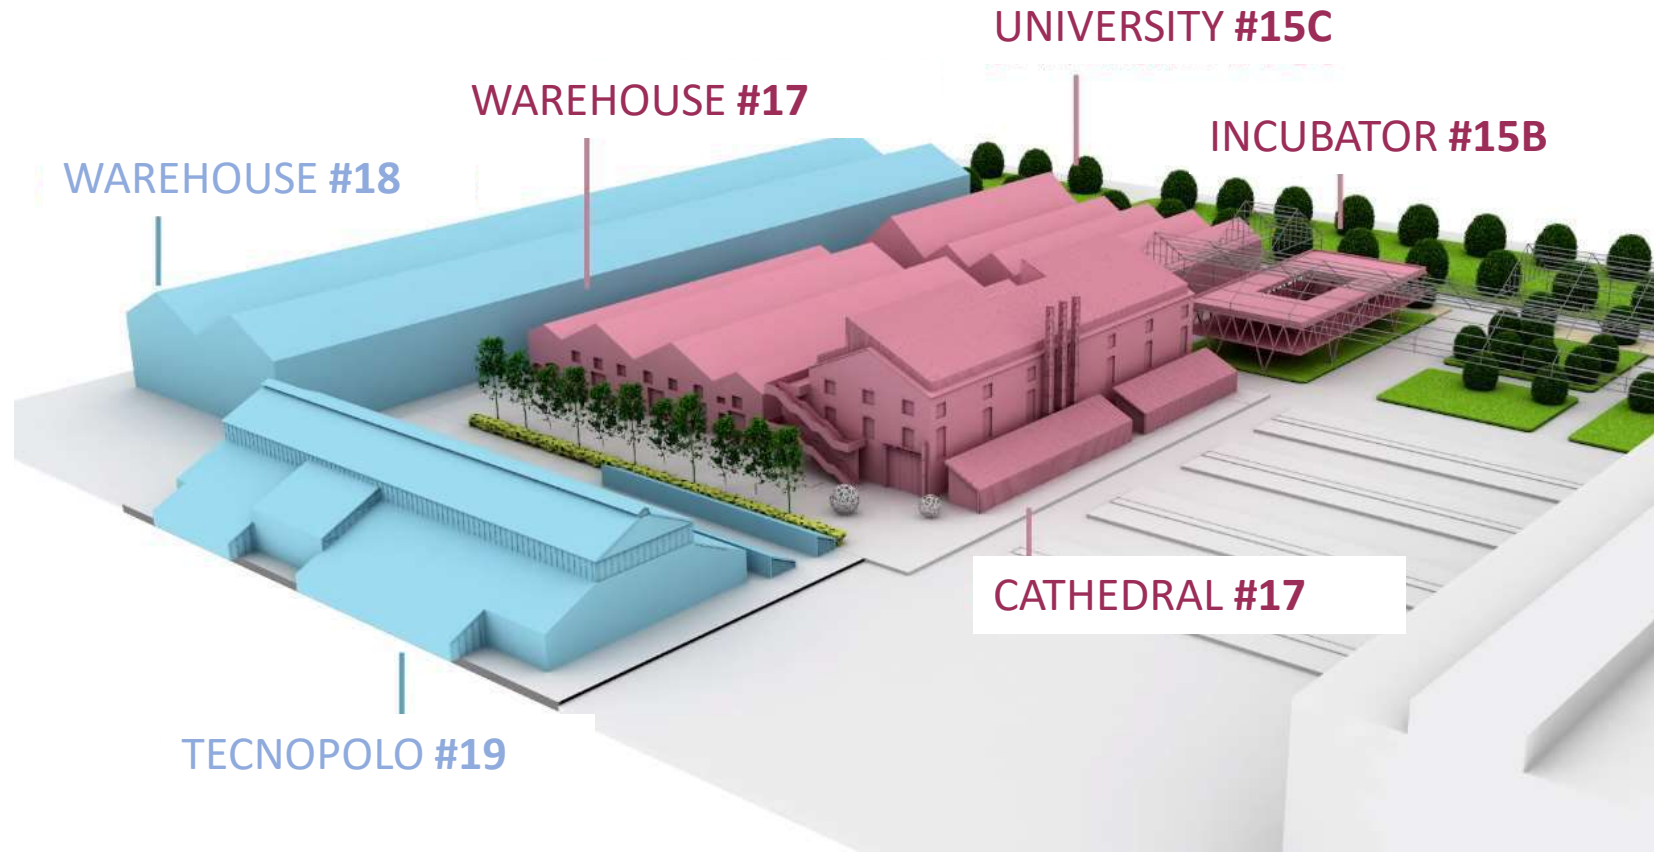 UNIVERSITY #15C
WAREHOUSE #17
INCUBATOR #15B
WAREHOUSE #18
CATHEDRAL #17
TECNOPOLO #19